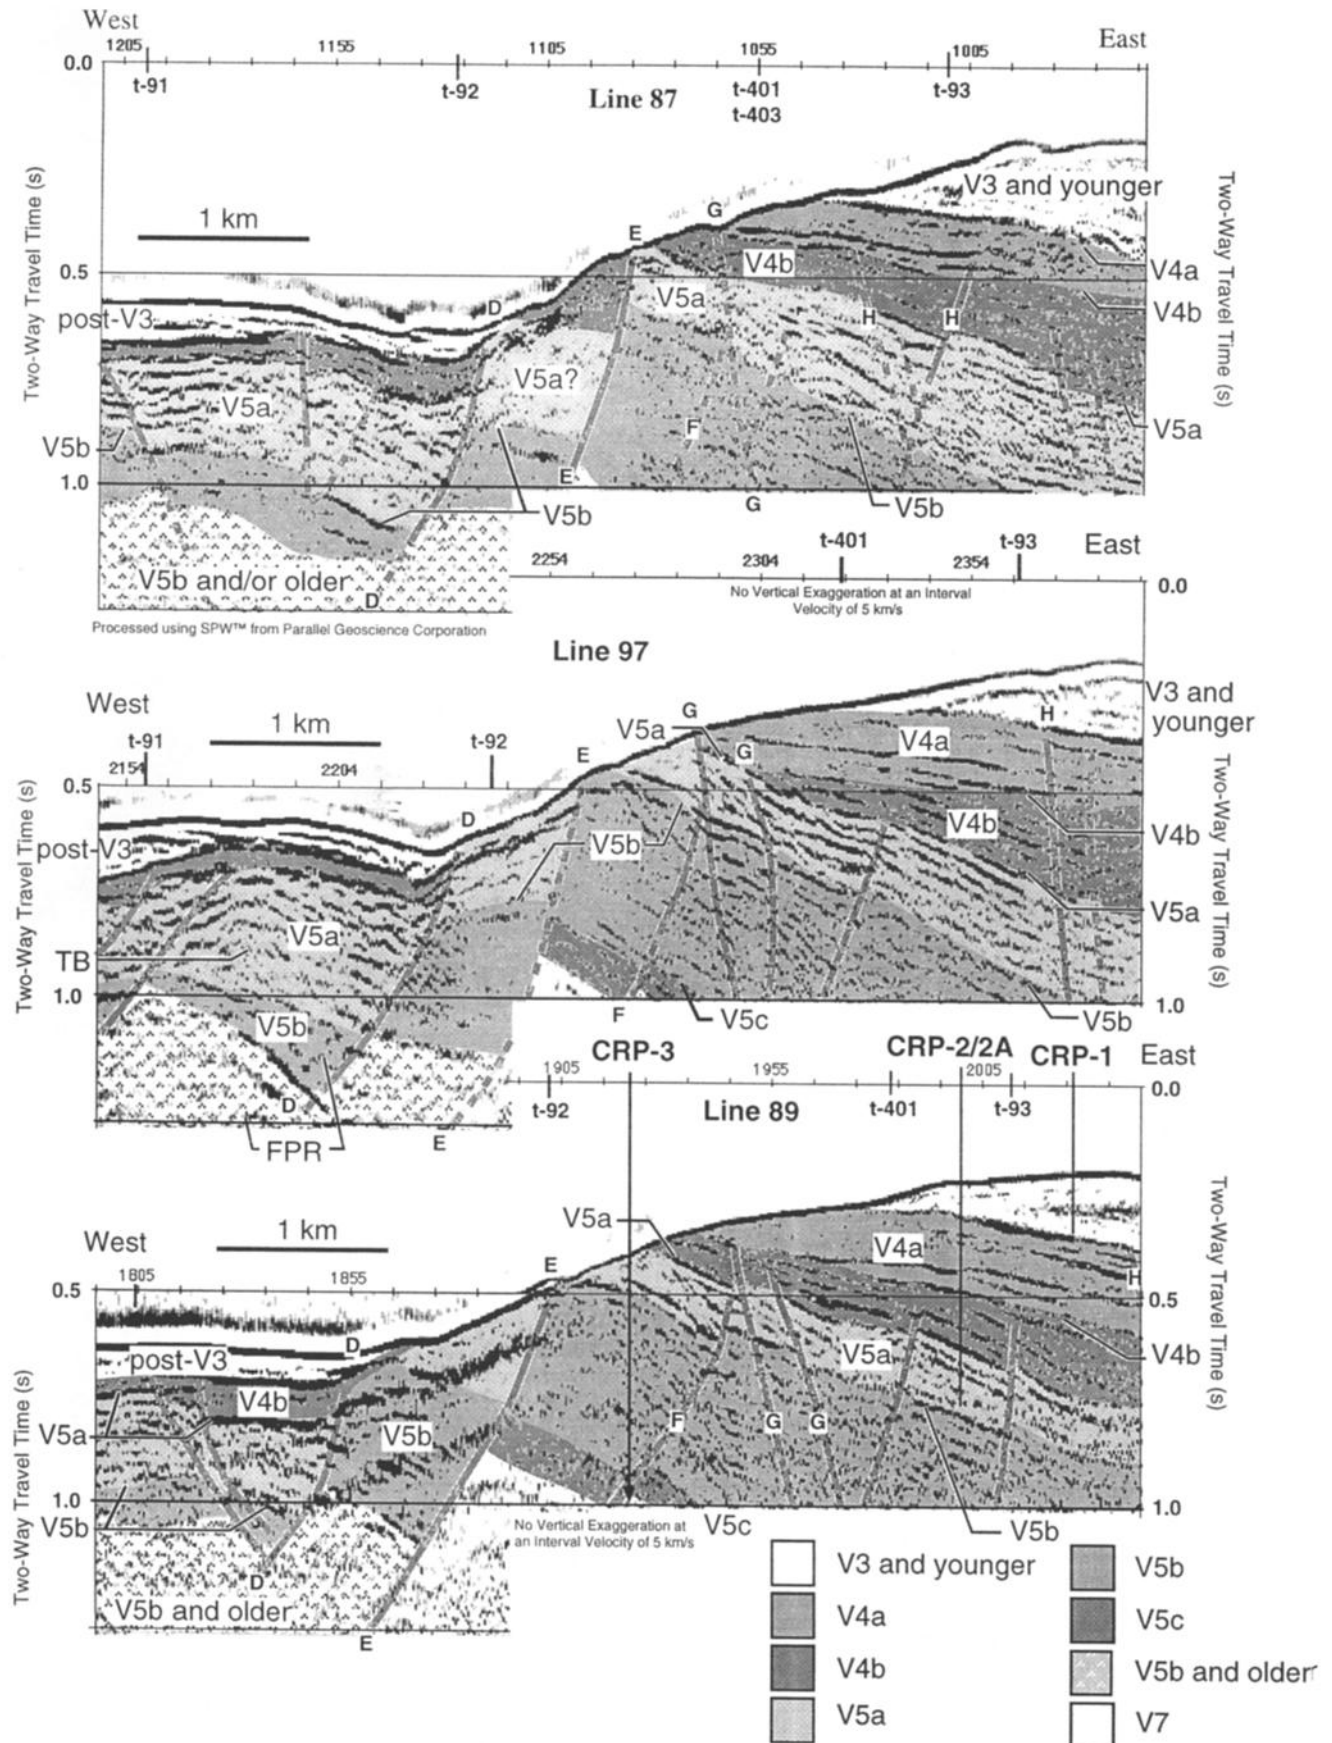 West
East
1205 1155 1105 1055 1005
0.0
t-91 t-92 Line 87 t-401 t-93
t-403
Two-Way Travel Time (s)
Two-Way Travel Time (s)
1 km
V3 and younger
G
E
V4b
V4a
0.5
D
V5a
V4b
post-V3
H H
V5a?
V5a
F
V5a
V5b
E
1.0
G
V5b
V5b
V5b and/or older
D
2254 2304 t-401 2354 t-93 East
0.0
No Vertical Exaggeration at an Interval
Velocity of 5 km/s
Processed using SPW™ from Parallel Geoscience Corporation
Line 97
West
1 km
V3 and
younger
G
V5a
H
t-91 t-92
E
G
V4a
2154 2204
0.5
Two-Way Travel Time (s)
Two-Way Travel Time (s)
D
V4b
V4b
post-V3
V5b
V5a
V5a
TB
1.0
1.0
V5b
F
V5c
V5b
D
E
FPR
CRP-3 CRP-2/2A CRP-1 East
1905 1955 2005
0.0
t-92 Line 89 t-401 t-93
Two-Way Travel Time (s)
Two-Way Travel Time (s)
1 km
V5a
West
V4a
E
H
1805 1855
0.5
0.5
D
post-V3
V5a
V4b
V4b
V5a
V5b
F G G
1.0
1.0
V5b
No Vertical Exaggeration at
an Interval Velocity of 5 km/s
V5c
V5b
D
V5b and older
E
V3 and younger
V5b
V4a
V5c
V4b
V5b and older
V5a
V7